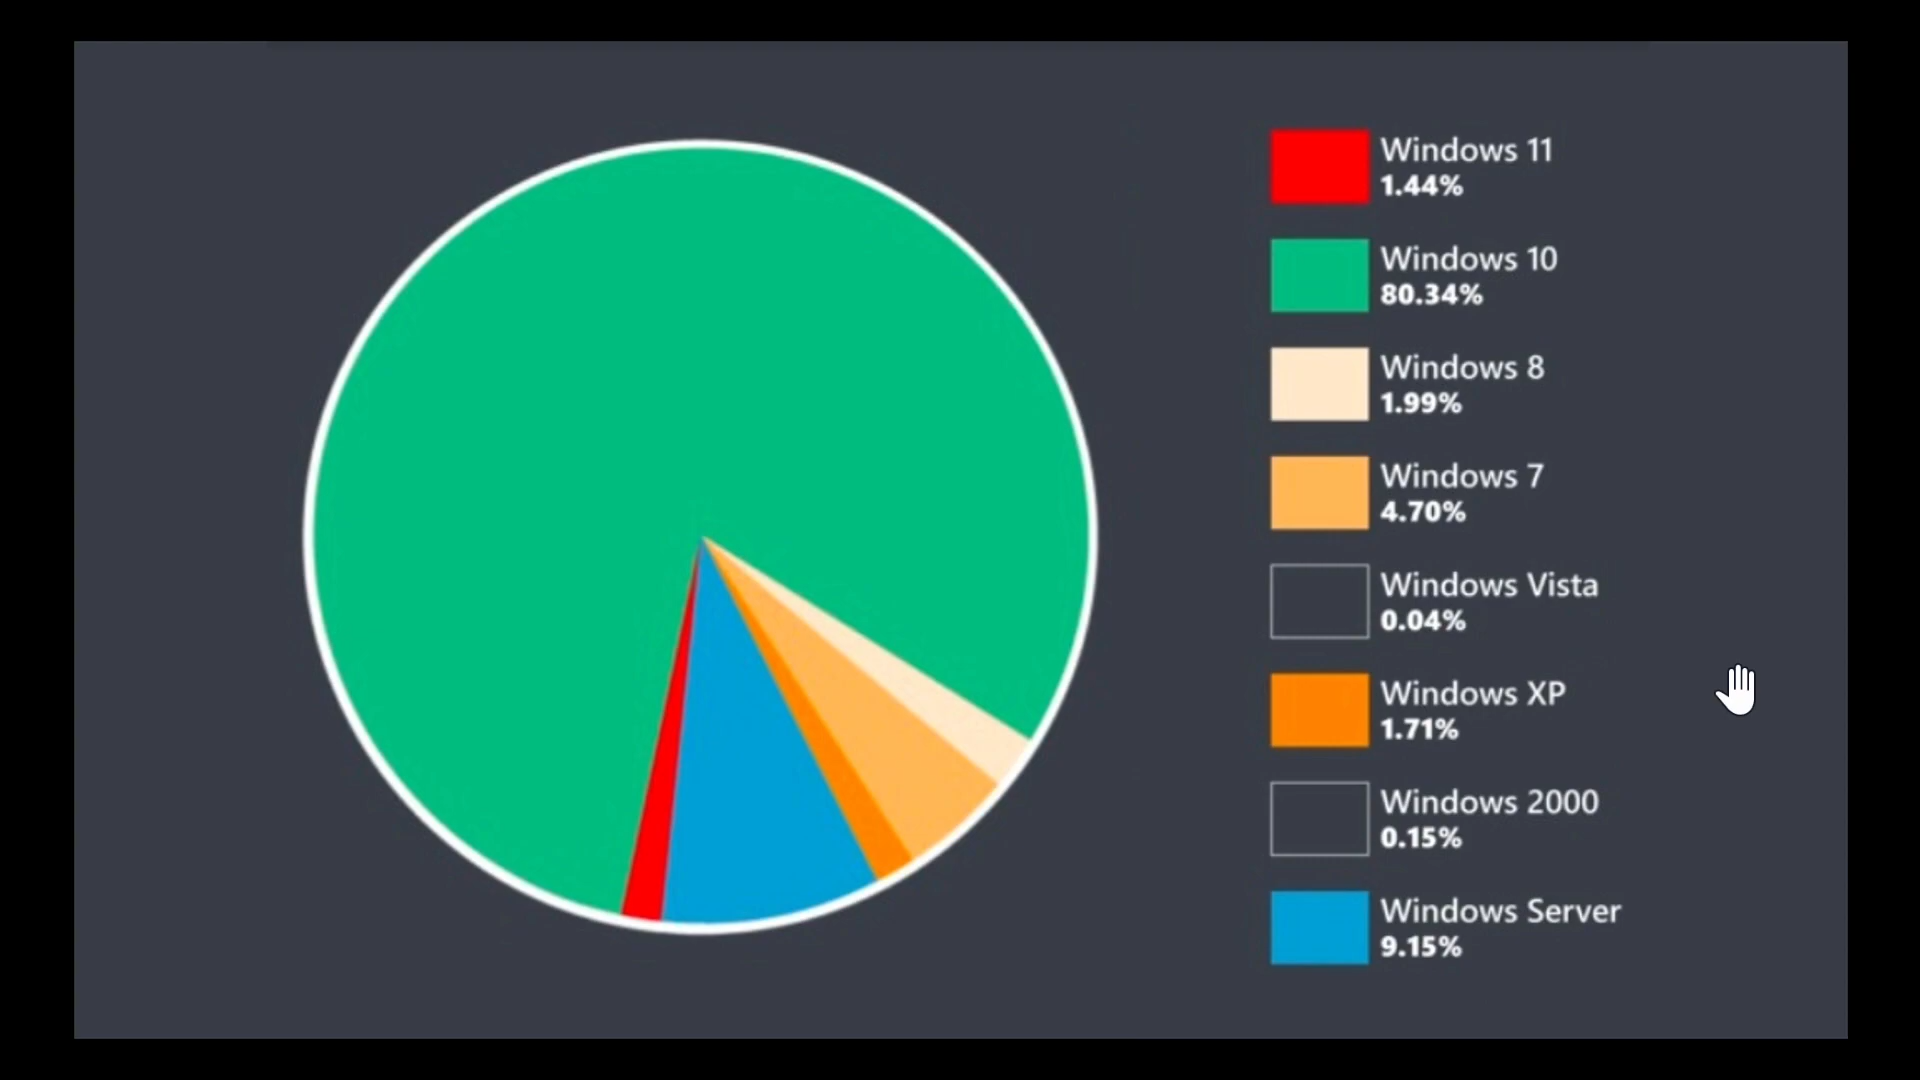 Windows 11
1.44%
Windows 10
80.34%
Windows 8
1.99%
Windows 7
4.70%
Windows Vista
0.04%
Windows XP
1.71%
Windows 2000
0.15%
Windows Server
9.15%